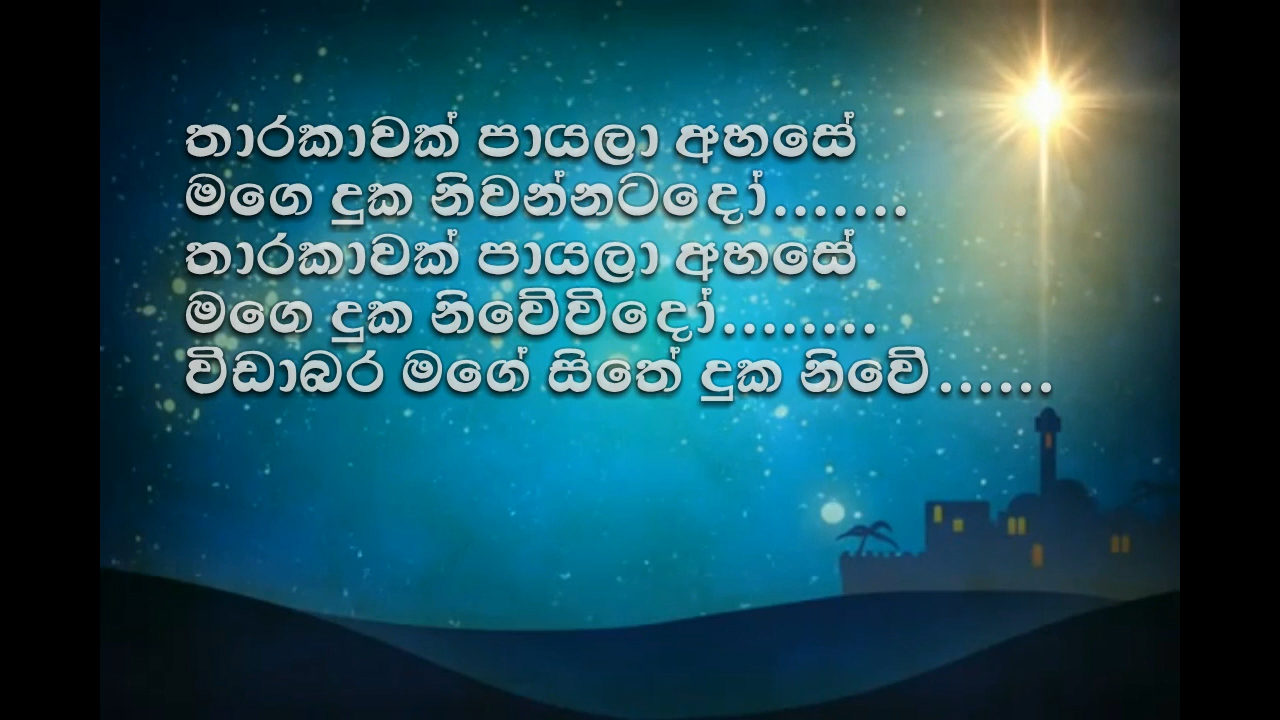 තාරකාවක් පායලා අහසේ
මගෙ දුක නිවන්නටදෝ.......
තාරකාවක් පායලා අහසේ
මගෙ දුක නිවේවිදෝ........
විඩාබර මගේ සිතේ දුක නිවේ......